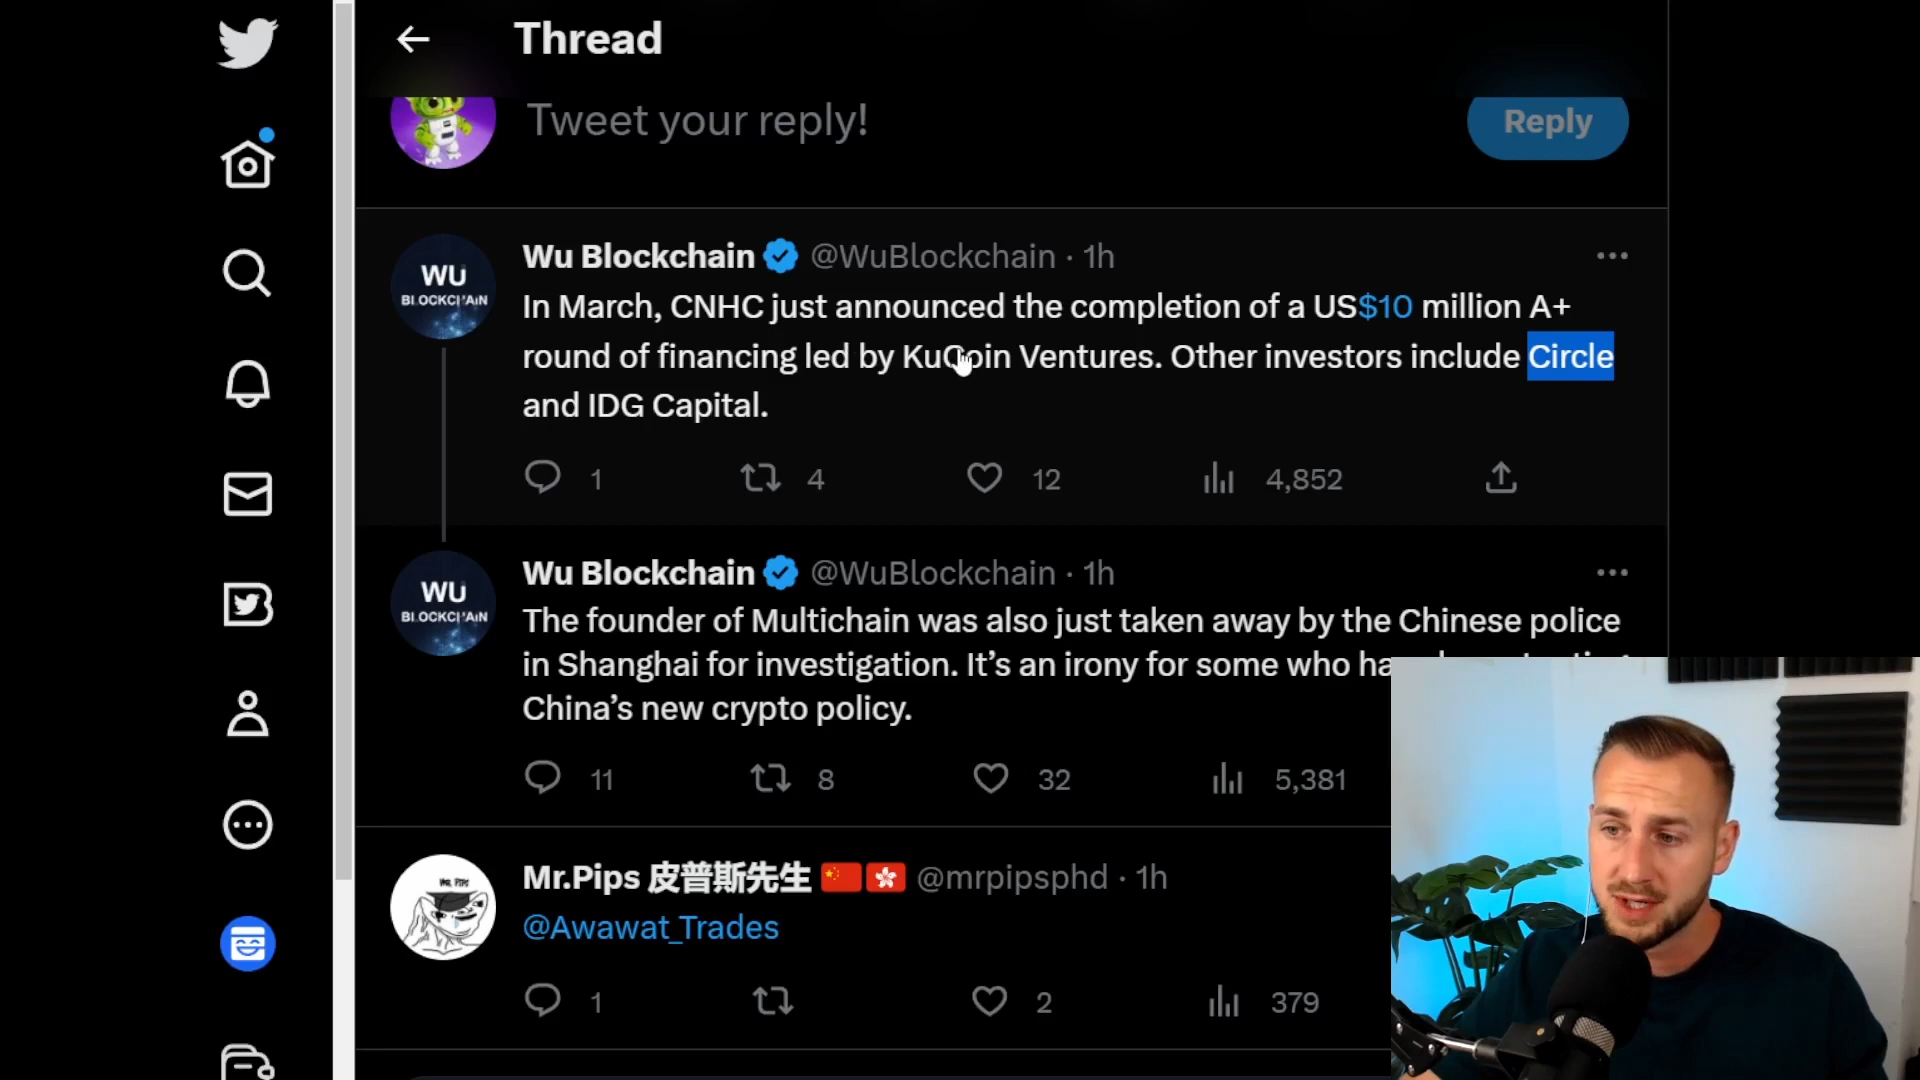 Thread
Tweet your reply!
Reply
WU
BLOCKCHAIN
Wu Blockchain @WuBlockchain · 1h
In March, CNHC just announced the completion of a US$10 million A+
round of financing led by KuCoin Ventures. Other investors include Circle
and IDG Capital.
1 4 12 4,852
WU
BLOCKCHAIN
Wu Blockchain @WuBlockchain · 1h
The founder of Multichain was also just taken away by the Chinese police
in Shanghai for investigation. It’s an irony for some who
China’s new crypto policy.
11 8 32 5,381
Mr.Pips 皮普斯先生 🇨🇳🇭🇰 @mrpipsphd · 1h
@Awawat_Trades
1 2 379